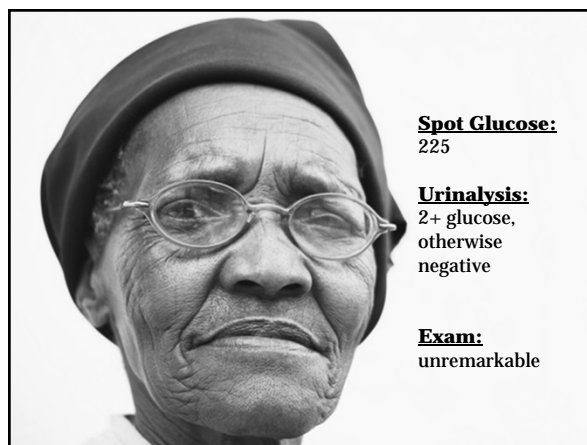 Spot Glucose:
225
Urinalysis:
2+ glucose,
otherwise
negative
Exam:
unremarkable